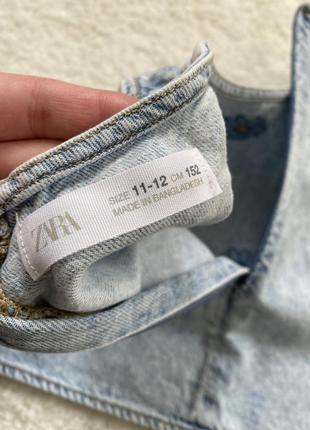 ZARA
SIZE 11-12 CM 152
MADE IN BANGLADESH